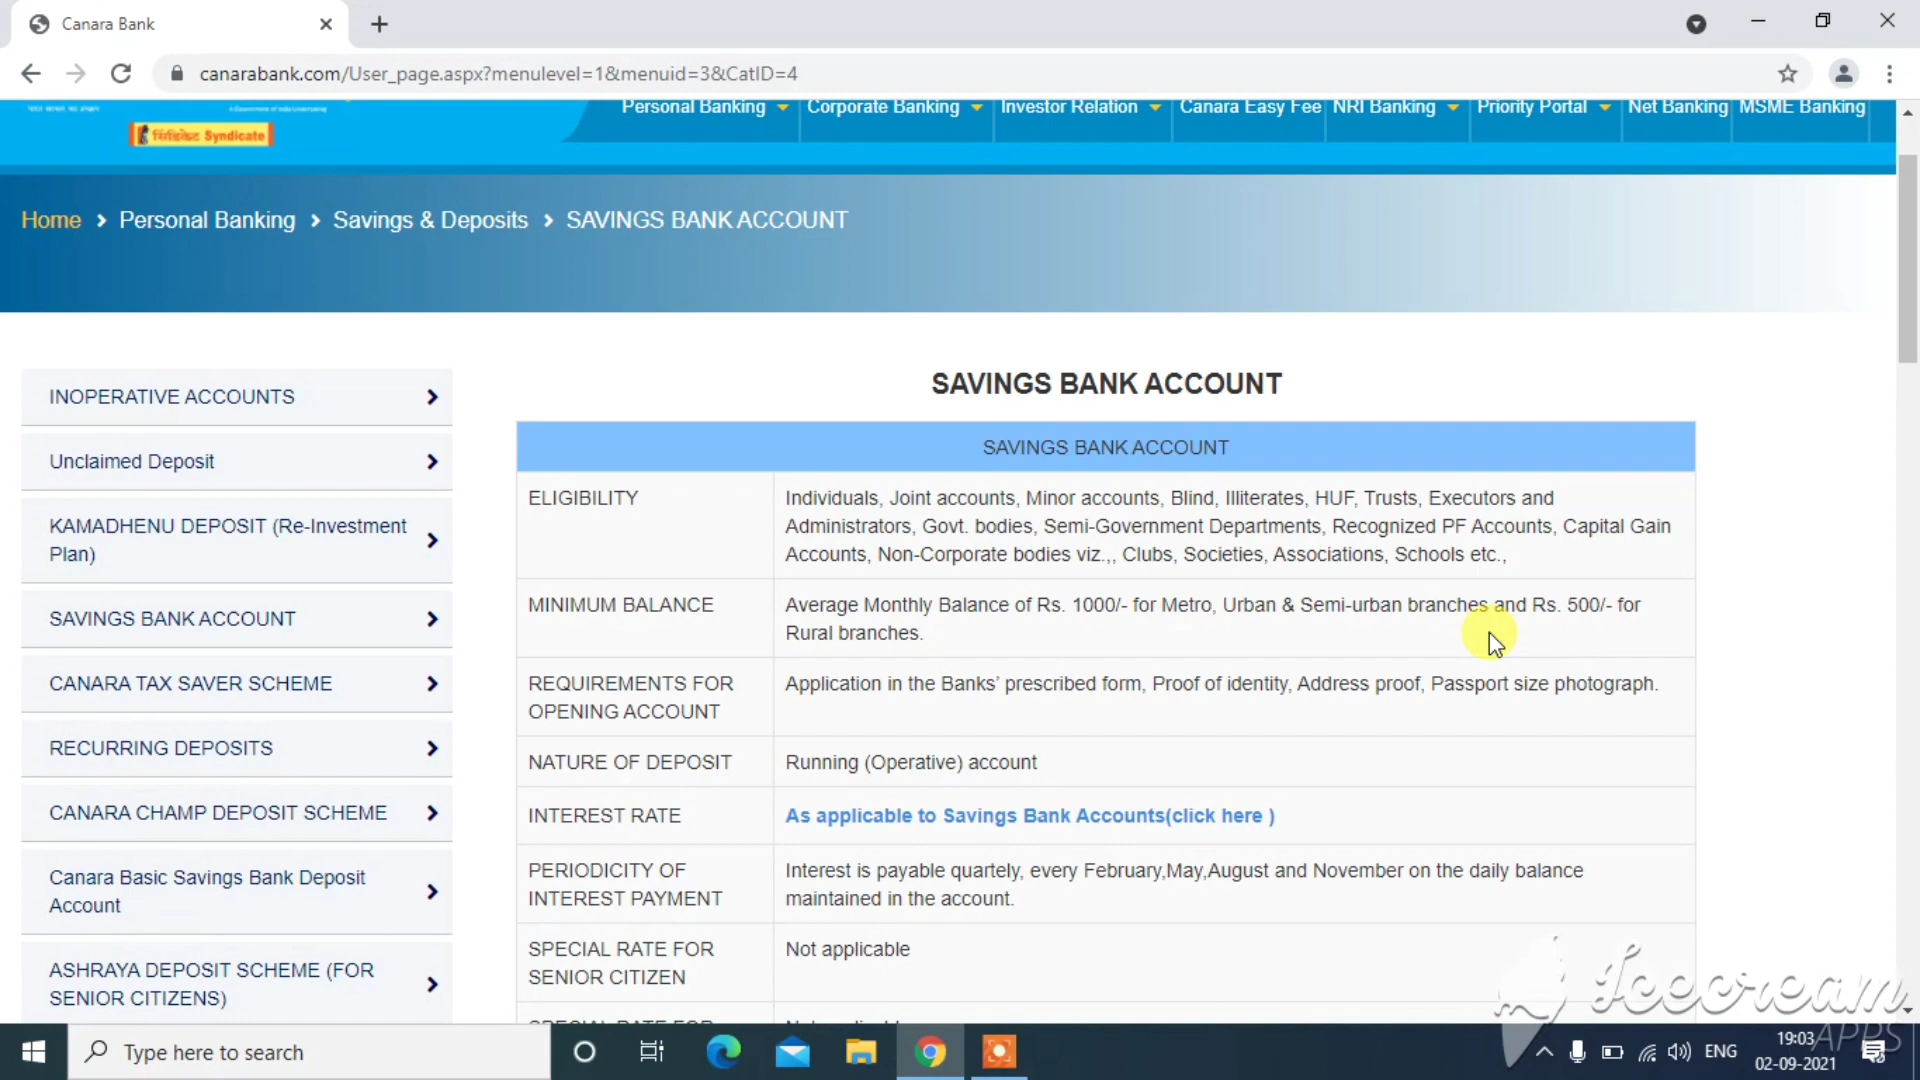 Canara Bank
canarabank.com/User_page.aspx?menulevel=1&menuid=3&CatID=4
Personal Banking Corporate Banking Investor Relation Canara Easy Fee NRI Banking Priority Portal Net Banking MSME Banking
सिंडिकेट Syndicate
Home > Personal Banking > Savings & Deposits > SAVINGS BANK ACCOUNT
INOPERATIVE ACCOUNTS
Unclaimed Deposit
KAMADHENU DEPOSIT (Re-Investment
Plan)
SAVINGS BANK ACCOUNT
CANARA TAX SAVER SCHEME
RECURRING DEPOSITS
CANARA CHAMP DEPOSIT SCHEME
Canara Basic Savings Bank Deposit
Account
ASHRAYA DEPOSIT SCHEME (FOR
SENIOR CITIZENS)
SAVINGS BANK ACCOUNT
SAVINGS BANK ACCOUNT
ELIGIBILITY
Individuals, Joint accounts, Minor accounts, Blind, Illiterates, HUF, Trusts, Executors and
Administrators, Govt. bodies, Semi-Government Departments, Recognized PF Accounts, Capital Gain
Accounts, Non-Corporate bodies viz.,, Clubs, Societies, Associations, Schools etc.,
MINIMUM BALANCE
Average Monthly Balance of Rs. 1000/- for Metro, Urban & Semi-urban branches and Rs. 500/- for
Rural branches.
REQUIREMENTS FOR
OPENING ACCOUNT
Application in the Banks’ prescribed form, Proof of identity, Address proof, Passport size photograph.
NATURE OF DEPOSIT
Running (Operative) account
INTEREST RATE
As applicable to Savings Bank Accounts(click here )
PERIODICITY OF
INTEREST PAYMENT
Interest is payable quartely, every February,May,August and November on the daily balance
maintained in the account.
SPECIAL RATE FOR
SENIOR CITIZEN
Not applicable
Icecream
APPS
Type here to search
ENG
19:03
02-09-2021